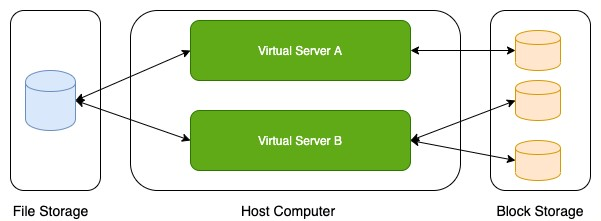 Virtual Server A
Virtual Server B
File Storage
Host Computer
Block Storage